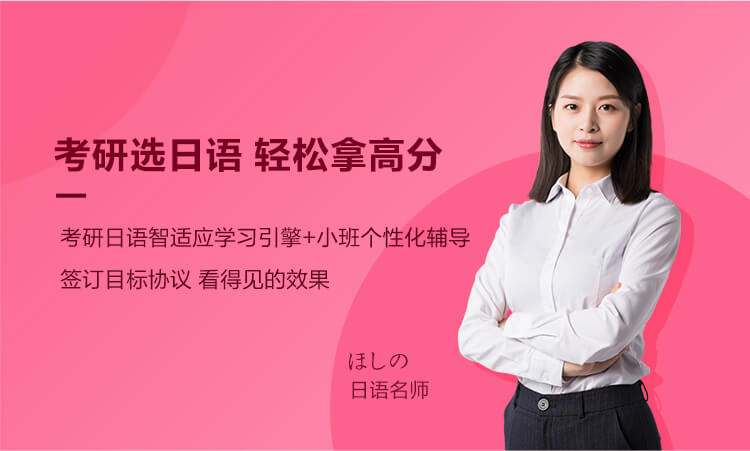 考研选日语 轻松拿高分
考研日语智适应学习引擎+小班个性化辅导
签订目标协议 看得见的效果
ほしの
日语名师